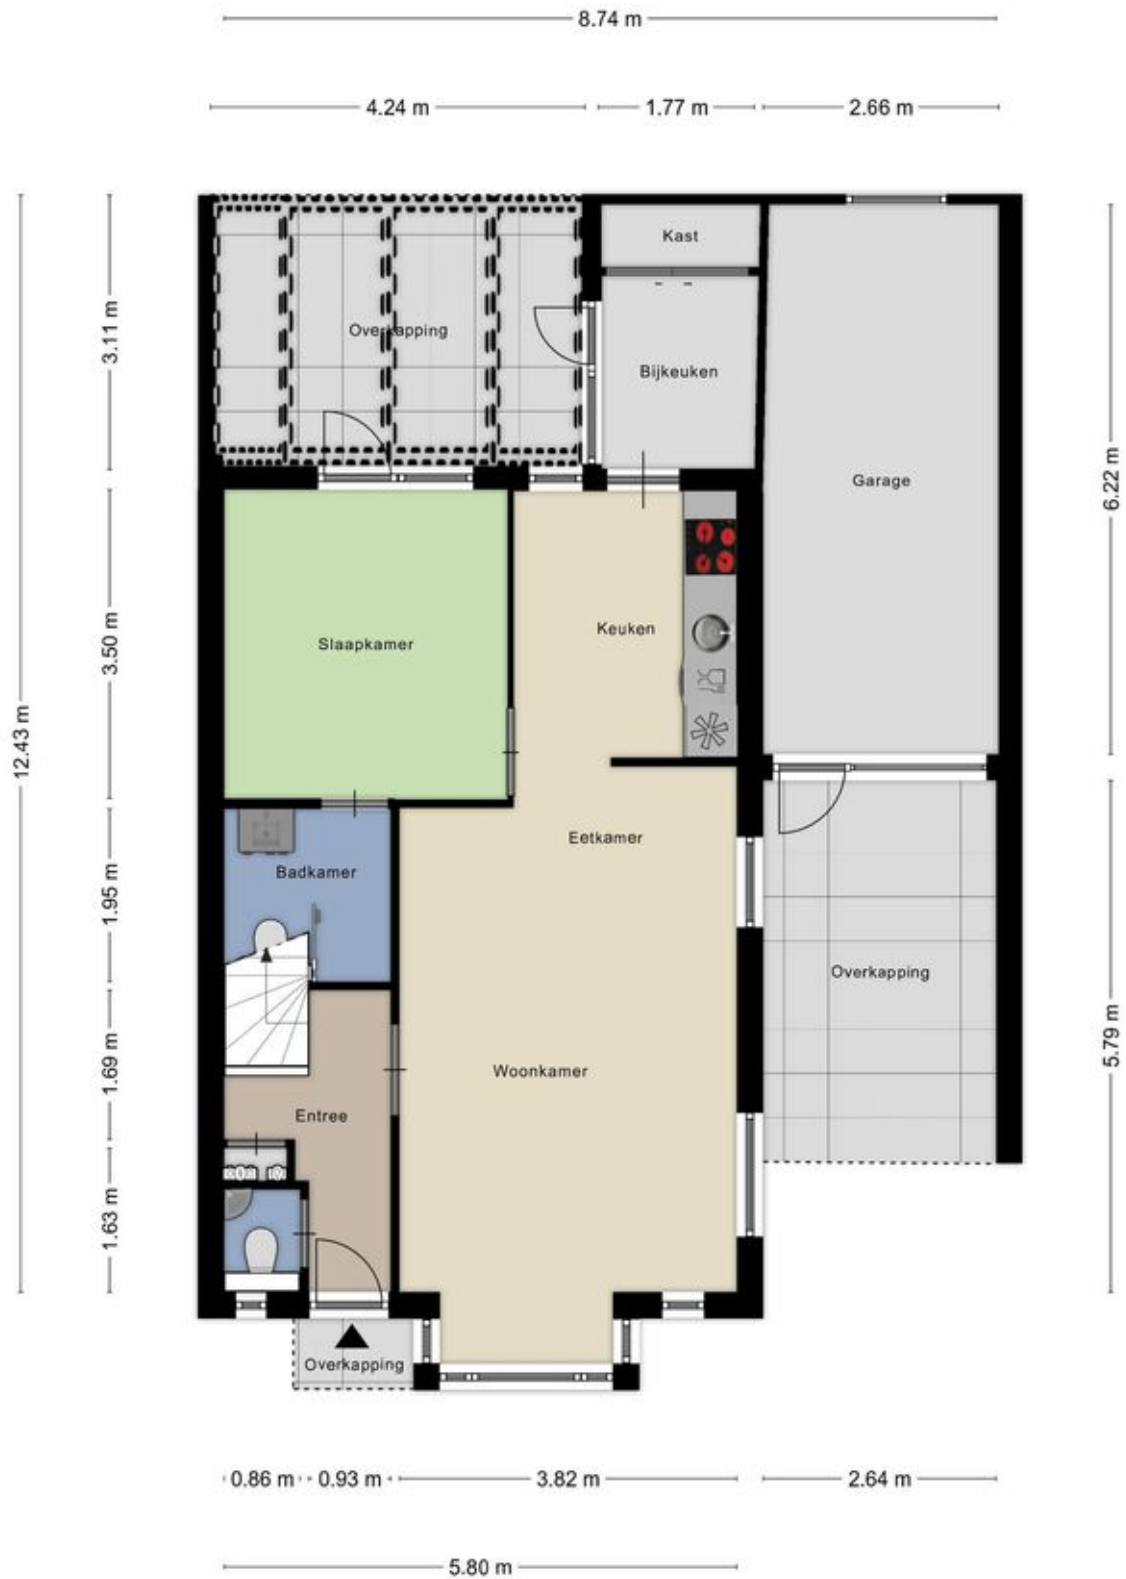 8.74 m
4.24 m
1.77 m
2.66 m
Kast
Overkapping
3.11 m
Bijkeuken
Garage
6.22 m
Keuken
Slaapkamer
3.50 m
12.43 m
Eetkamer
Badkamer
1.95 m
Overkapping
5.79 m
Woonkamer
1.69 m
Entree
1.63 m
Overkapping
0.86 m
0.93 m
3.82 m
2.64 m
5.80 m